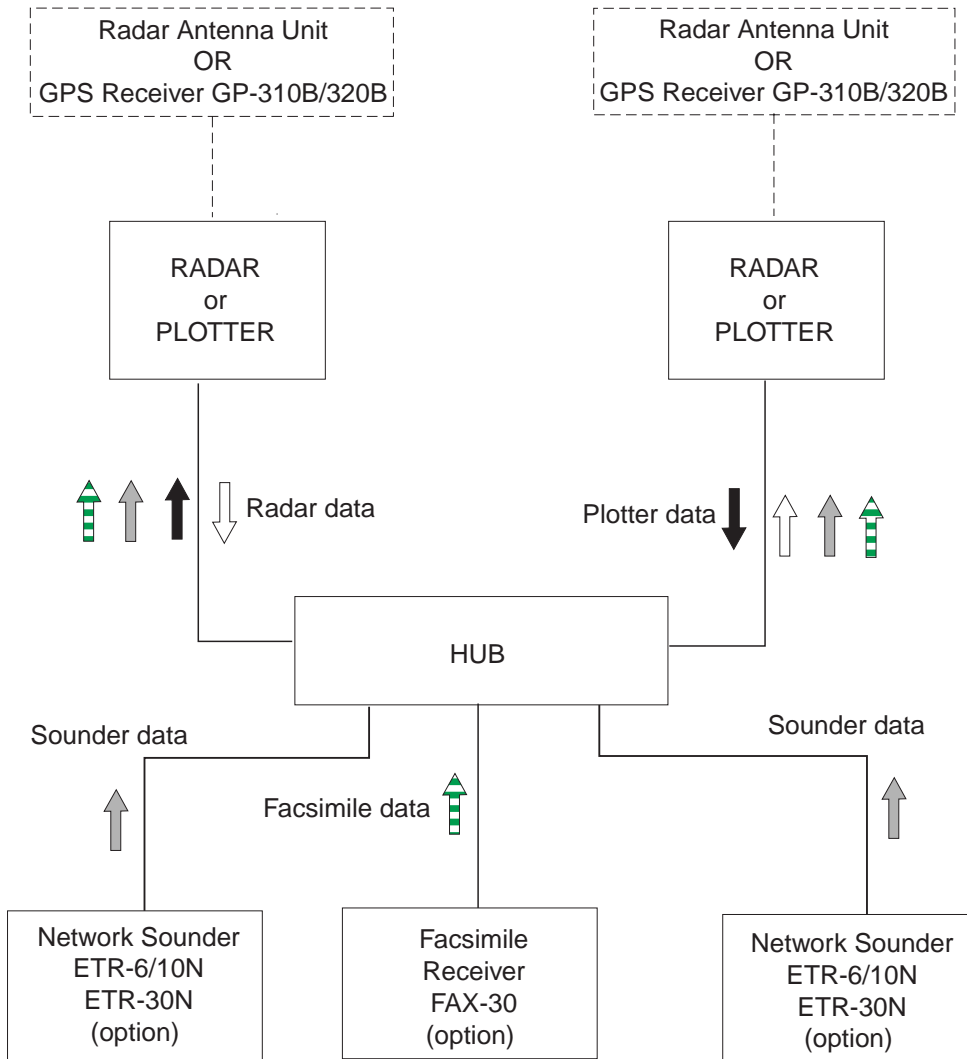 Radar Antenna Unit
OR
GPS Receiver GP-310B/320B
Radar Antenna Unit
OR
GPS Receiver GP-310B/320B
RADAR
or
PLOTTER
RADAR
or
PLOTTER
Radar data
Plotter data
HUB
Sounder data
Sounder data
Facsimile data
Network Sounder
ETR-6/10N
ETR-30N
(option)
Facsimile
Receiver
FAX-30
(option)
Network Sounder
ETR-6/10N
ETR-30N
(option)